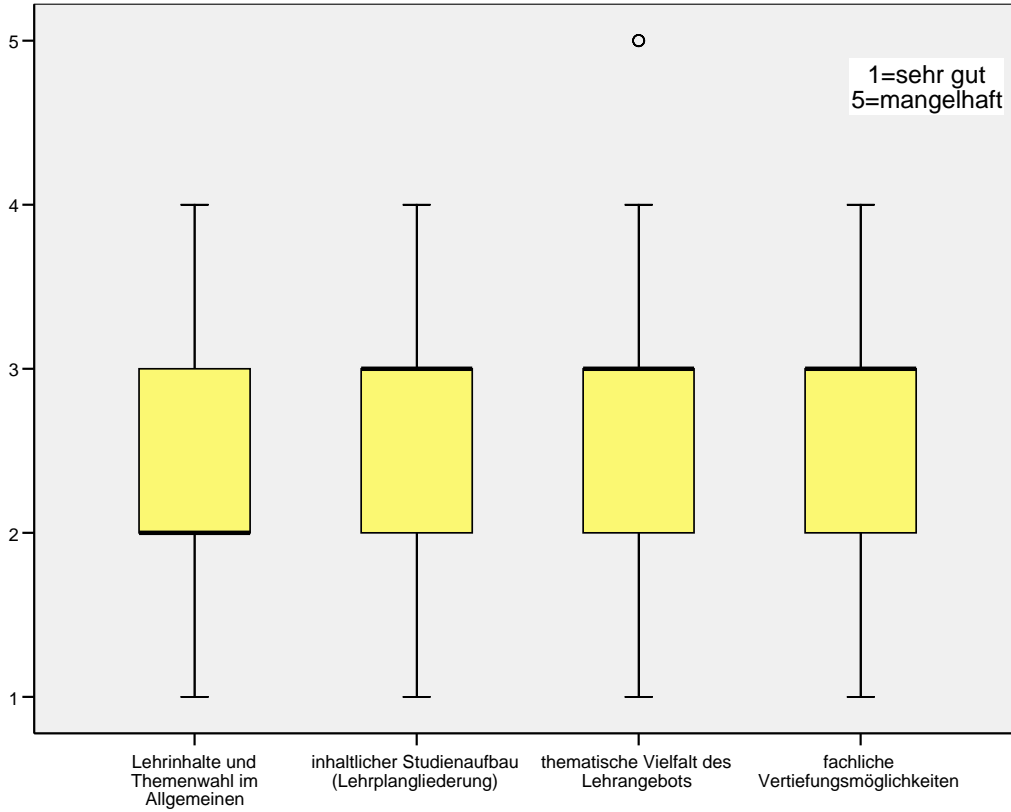 5
1=sehr gut
5=mangelhaft
4
3
2
1
Lehrinhalte und
Themenwahl im
Allgemeinen
inhaltlicher Studienaufbau
(Lehrplangliederung)
thematische Vielfalt des
Lehrangebots
fachliche
Vertiefungsmöglichkeiten